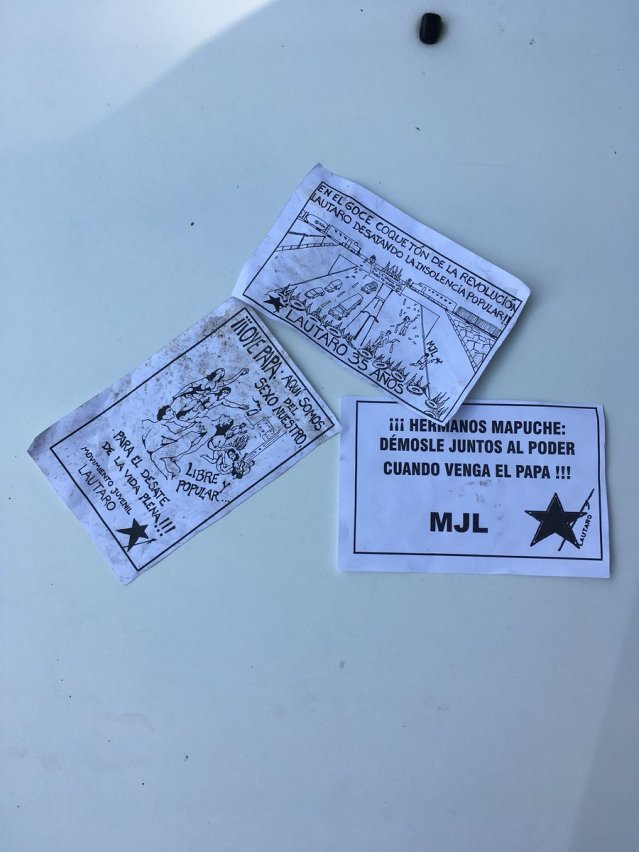 EN EL GOCE COQUETÓN DE LA REVOLUCIÓN
LAUTARO DESATANDO LA INSOLENCIA POPULAR!!
MJL
LAUTARO 35 AÑOS
¡¡¡OYE PAPA: AQUI SOMOS
DEL
SEXO NUESTRO
LIBRE Y
POPULAR...
PARA EL DESATE
DE LA VIDA PLENA!!!
MOVIMIENTO JUVENIL
LAUTARO
¡¡¡ HERMANOS MAPUCHE:
DÉMOSLE JUNTOS AL PODER
CUANDO VENGA EL PAPA !!!
MJL
LAUTARO